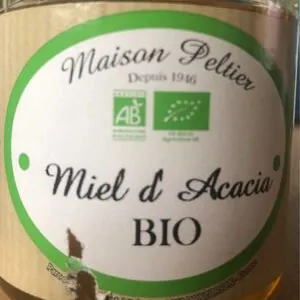 Maison Peltier
Depuis 1946
AB
Miel d' Acacia
BIO